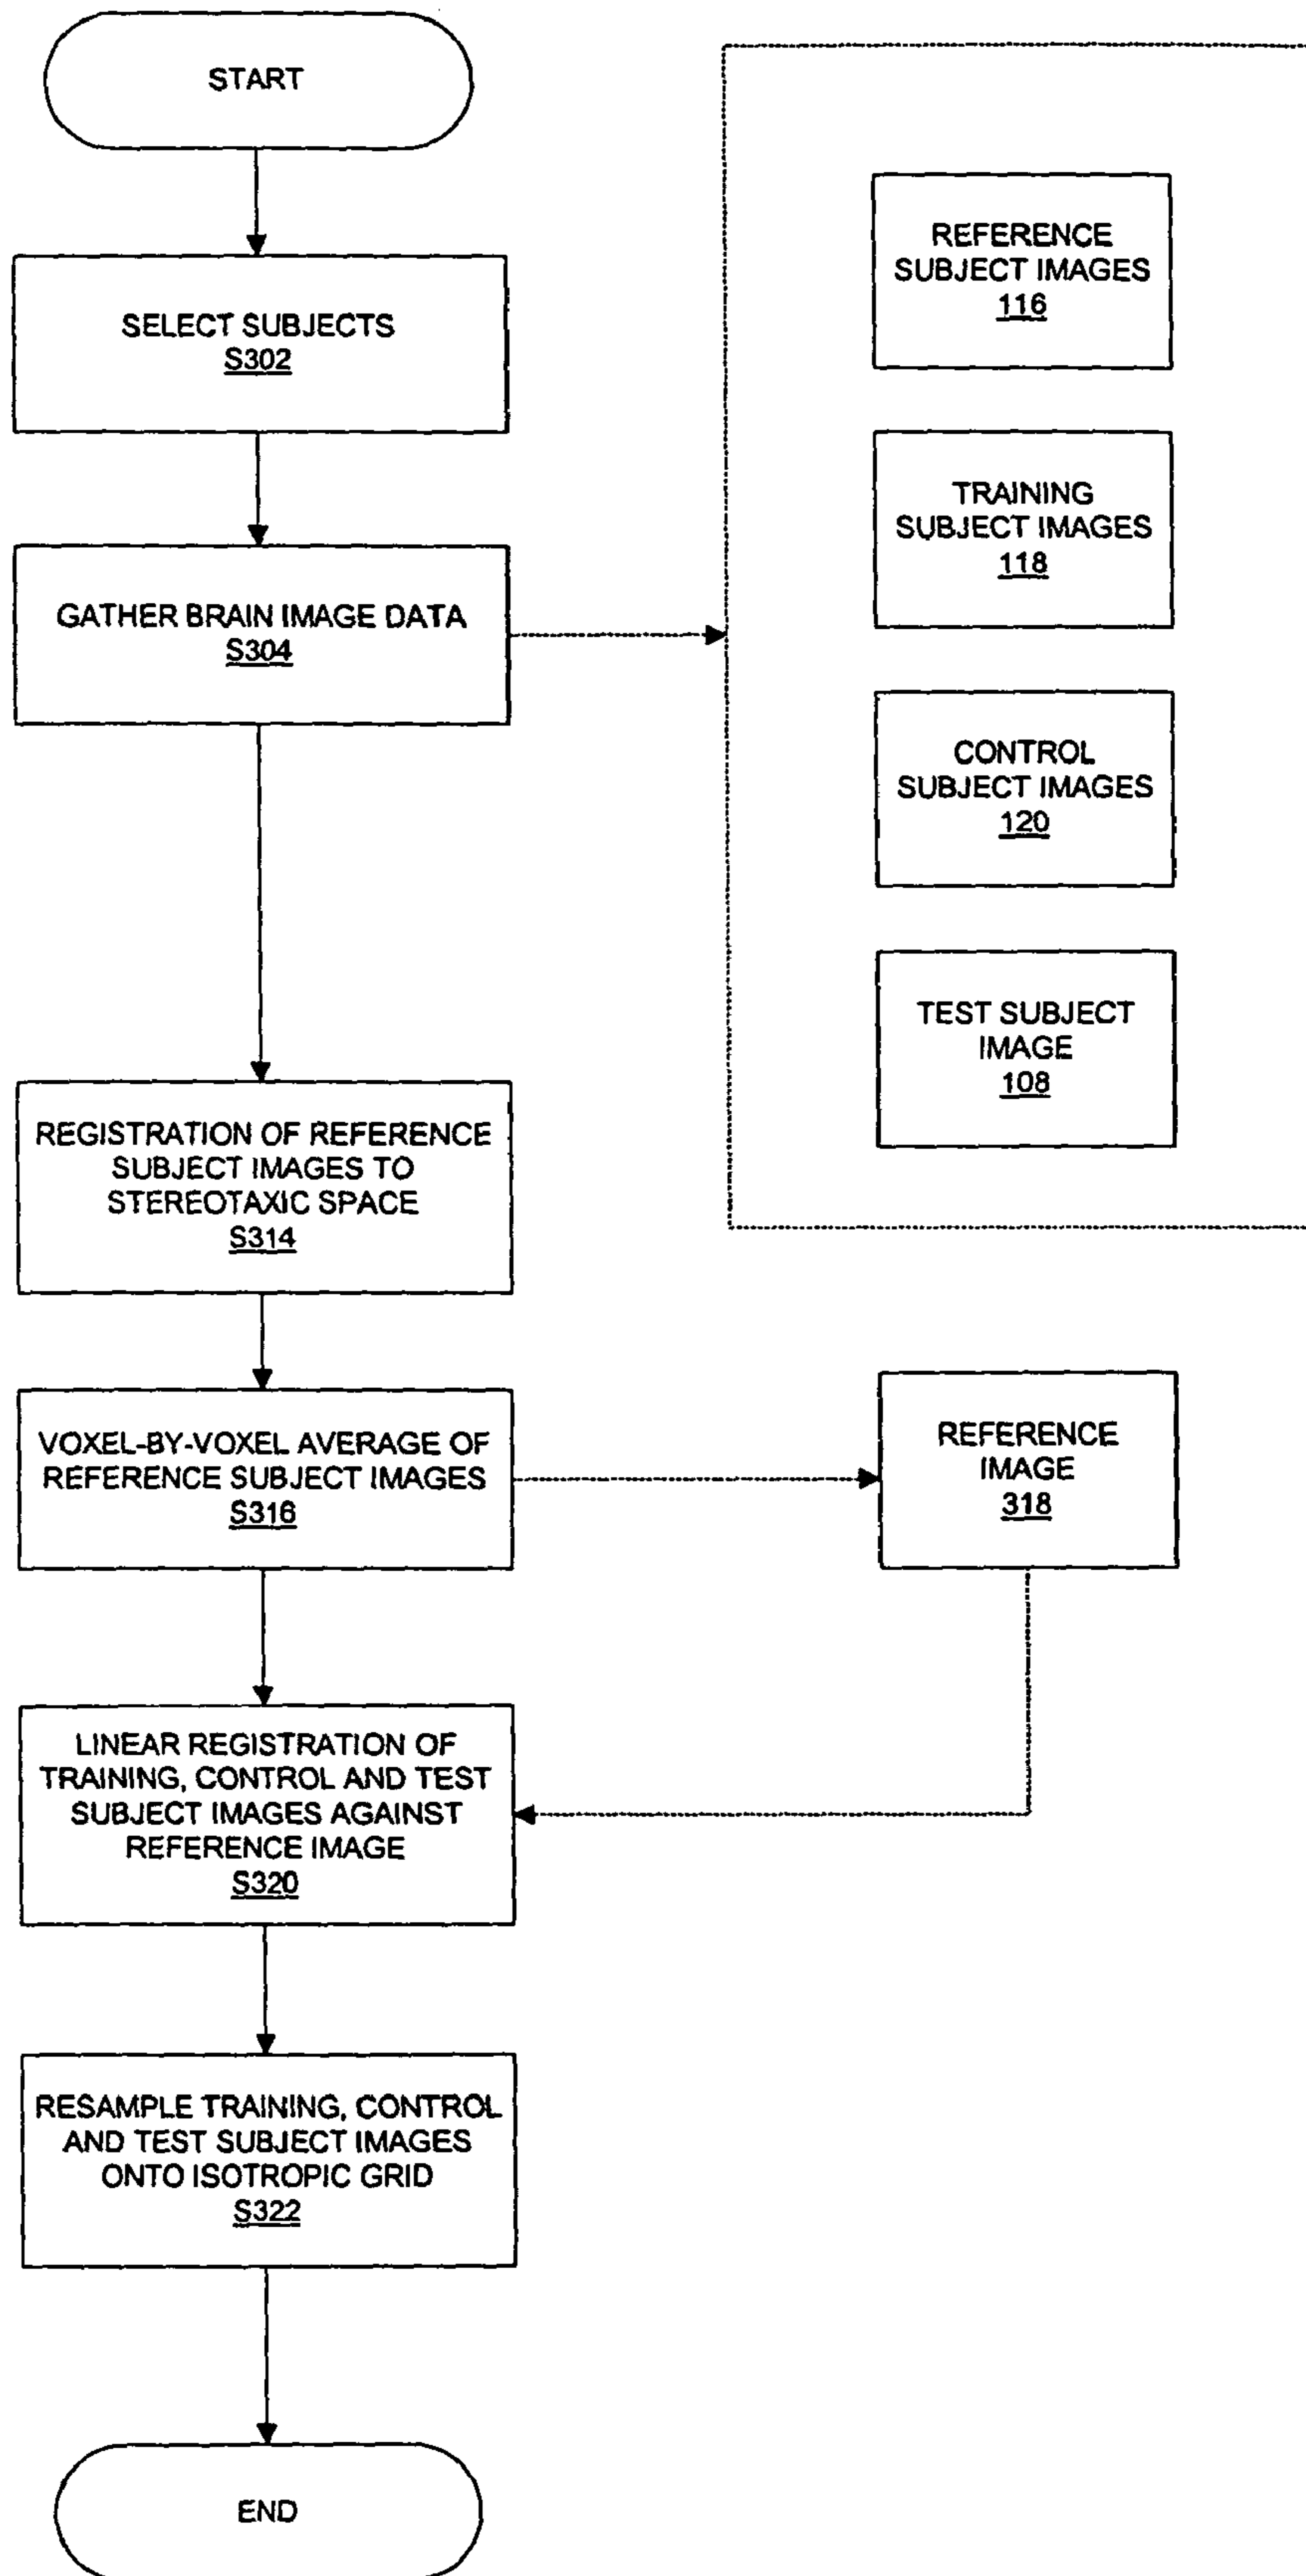 START
SELECT SUBJECTS
S302
GATHER BRAIN IMAGE DATA
S304
REFERENCE
SUBJECT IMAGES
116
TRAINING
SUBJECT IMAGES
118
CONTROL
SUBJECT IMAGES
120
TEST SUBJECT
IMAGE
108
REGISTRATION OF REFERENCE
SUBJECT IMAGES TO
STEREOTAXIC SPACE
S314
VOXEL-BY-VOXEL AVERAGE OF
REFERENCE SUBJECT IMAGES
S316
REFERENCE
IMAGE
318
LINEAR REGISTRATION OF
TRAINING, CONTROL AND TEST
SUBJECT IMAGES AGAINST
REFERENCE IMAGE
S320
RESAMPLE TRAINING, CONTROL
AND TEST SUBJECT IMAGES
ONTO ISOTROPIC GRID
S322
END